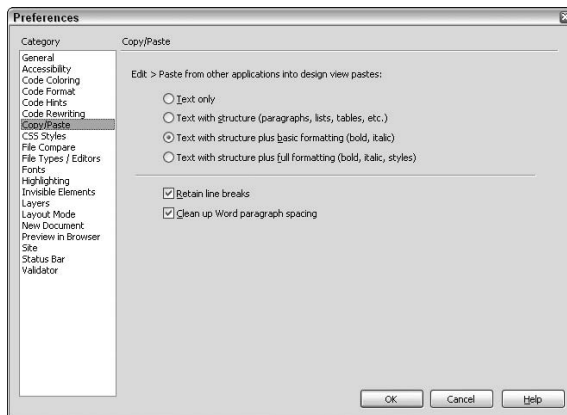 Preferences
Category
General
Accessibility
Code Coloring
Code Format
Code Hints
Code Rewriting
Copy/Paste
CSS Styles
File Compare
File Types / Editors
Fonts
Highlighting
Invisible Elements
Layers
Layout Mode
New Document
Preview in Browser
Site
Status Bar
Validator
Copy/Paste
Edit > Paste from other applications into design view pastes:
Text only
Text with structure (paragraphs, lists, tables, etc.)
Text with structure plus basic formatting (bold, italic)
Text with structure plus full formatting (bold, italic, styles)
Retain line breaks
Clean up Word paragraph spacing
OK Cancel Help